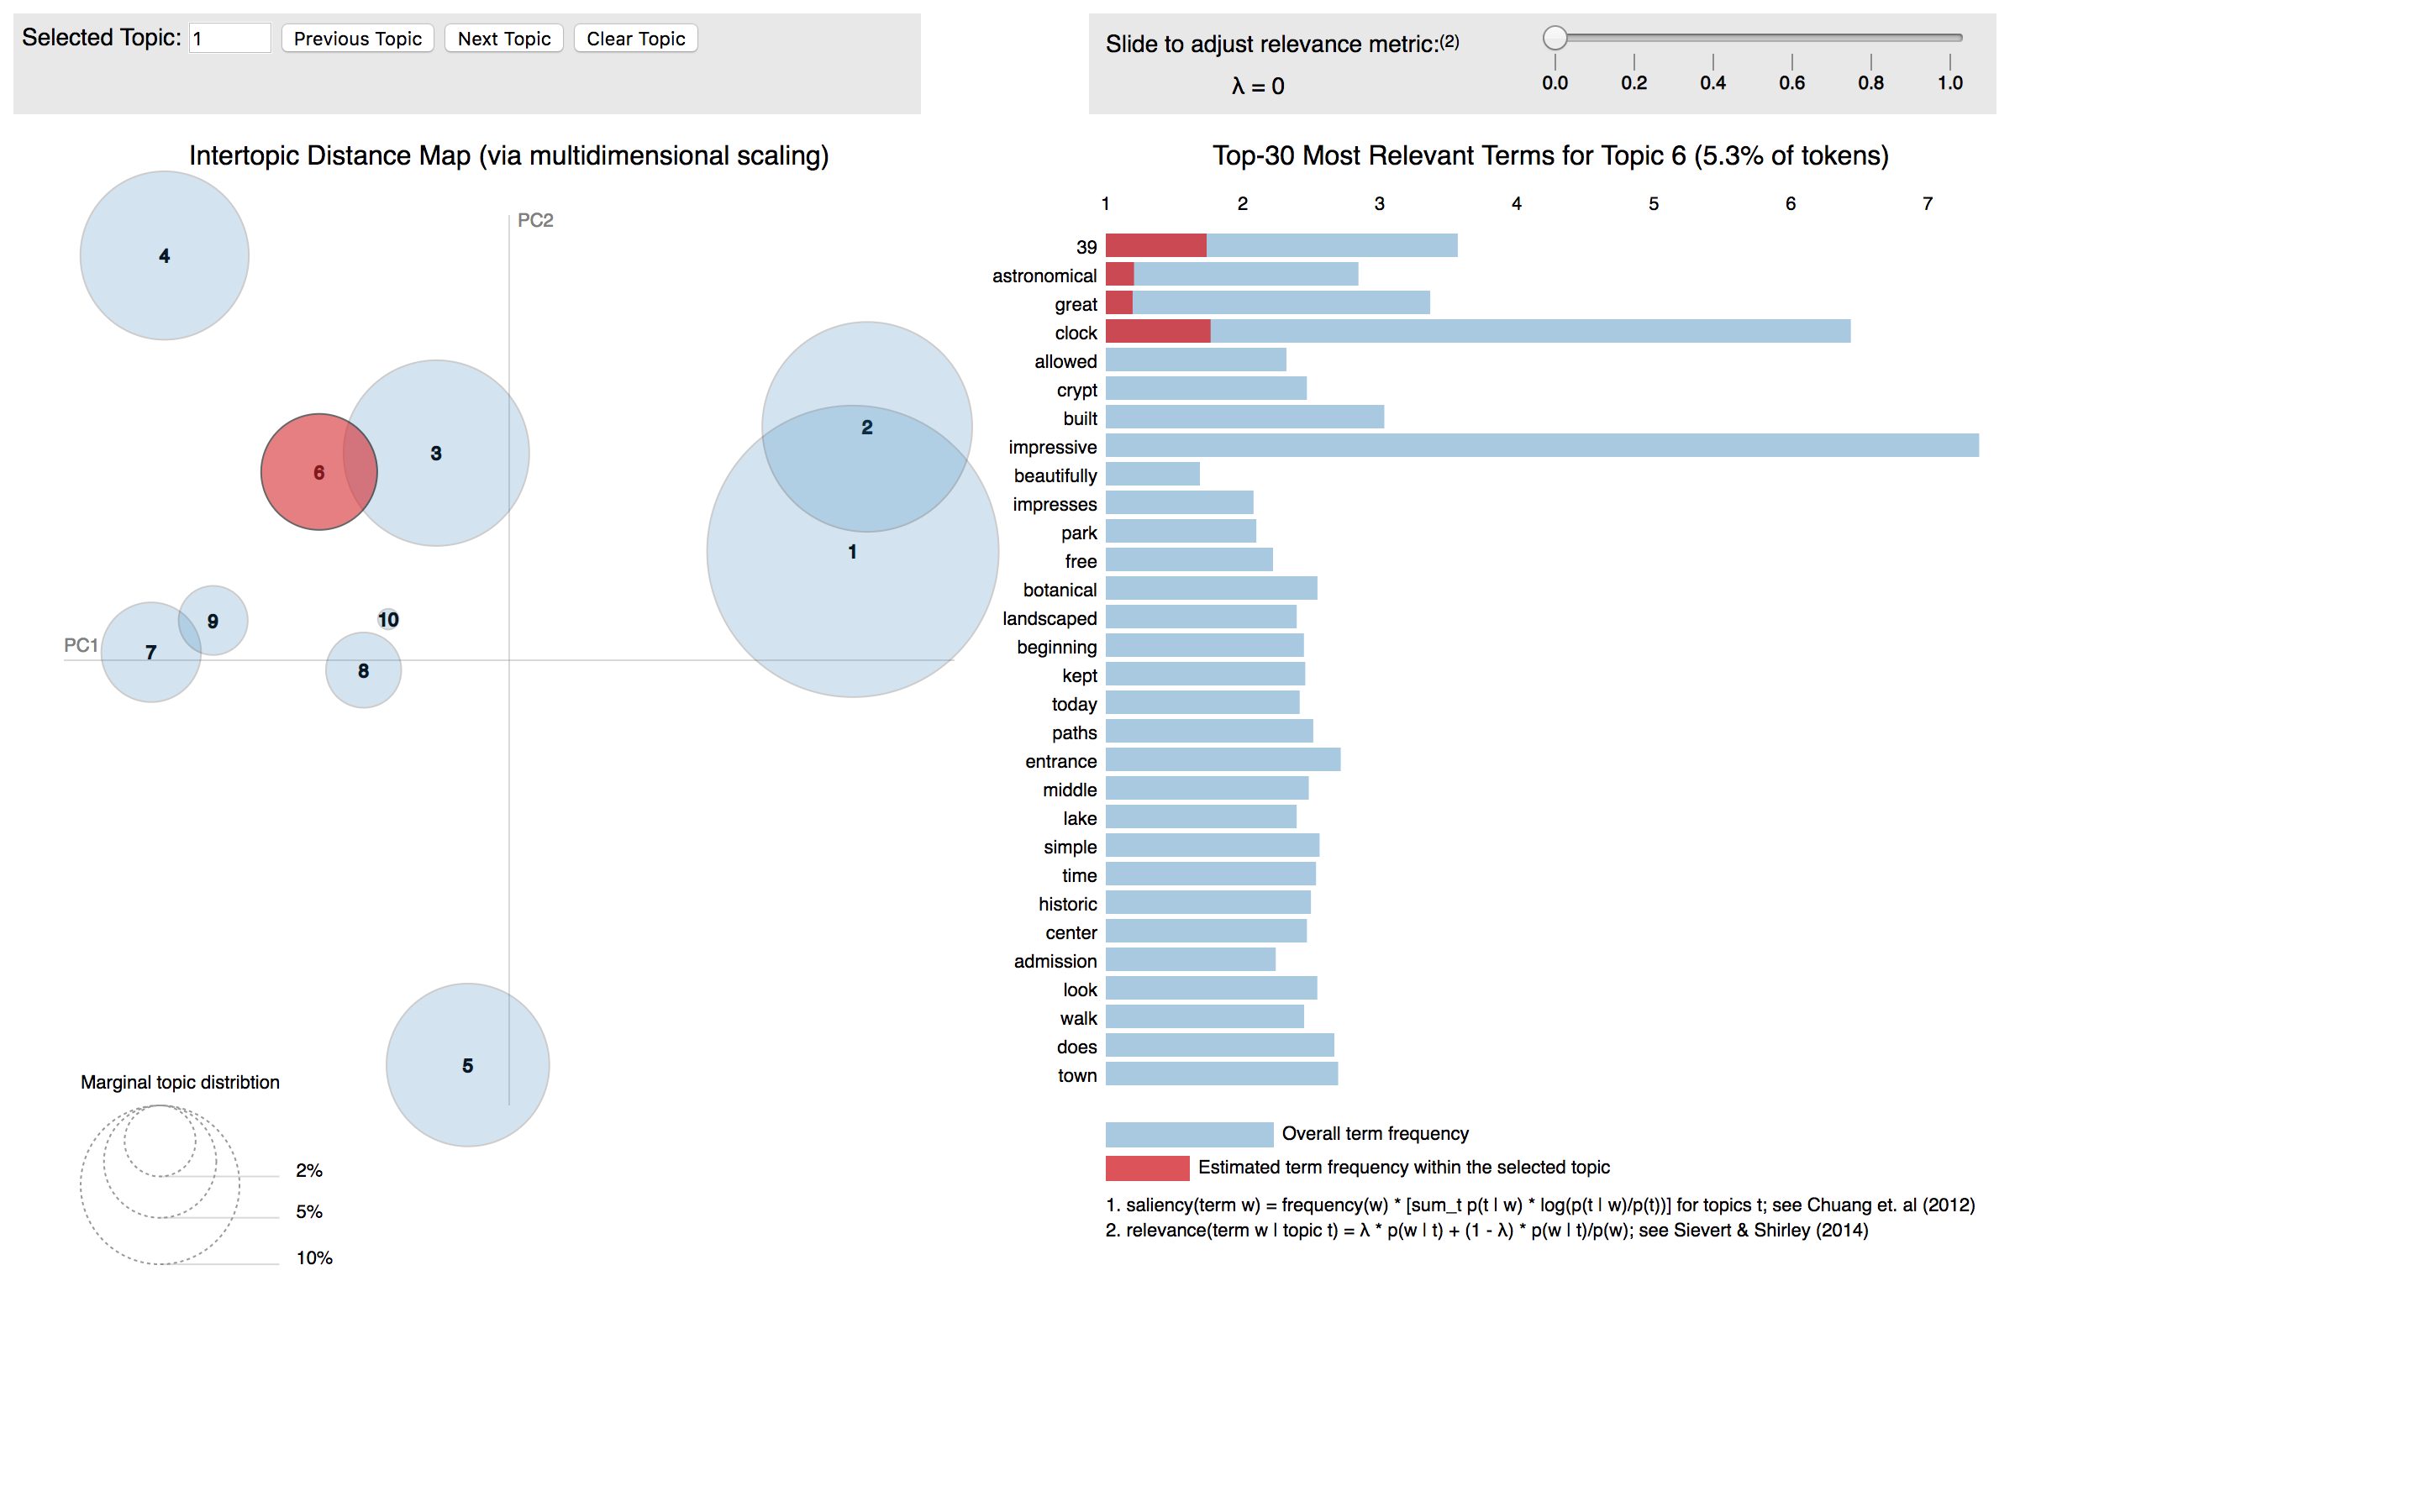 Selected Topic: 1 Previous Topic Next Topic Clear Topic
Slide to adjust relevance metric:(2)
λ = 0
0.0 0.2 0.4 0.6 0.8 1.0
Intertopic Distance Map (via multidimensional scaling)
PC2
PC1
4
2
3
6
1
10
9
7
8
5
Marginal topic distribtion
2%
5%
10%
Top-30 Most Relevant Terms for Topic 6 (5.3% of tokens)
1 2 3 4 5 6 7
39
astronomical
great
clock
allowed
crypt
built
impressive
beautifully
impresses
park
free
botanical
landscaped
beginning
kept
today
paths
entrance
middle
lake
simple
time
historic
center
admission
look
walk
does
town
Overall term frequency
Estimated term frequency within the selected topic
1. saliency(term w) = frequency(w) * [sum_t p(t | w) * log(p(t | w)/p(t))] for topics t; see Chuang et. al (2012)
2. relevance(term w | topic t) = λ * p(w | t) + (1 - λ) * p(w | t)/p(w); see Sievert & Shirley (2014)